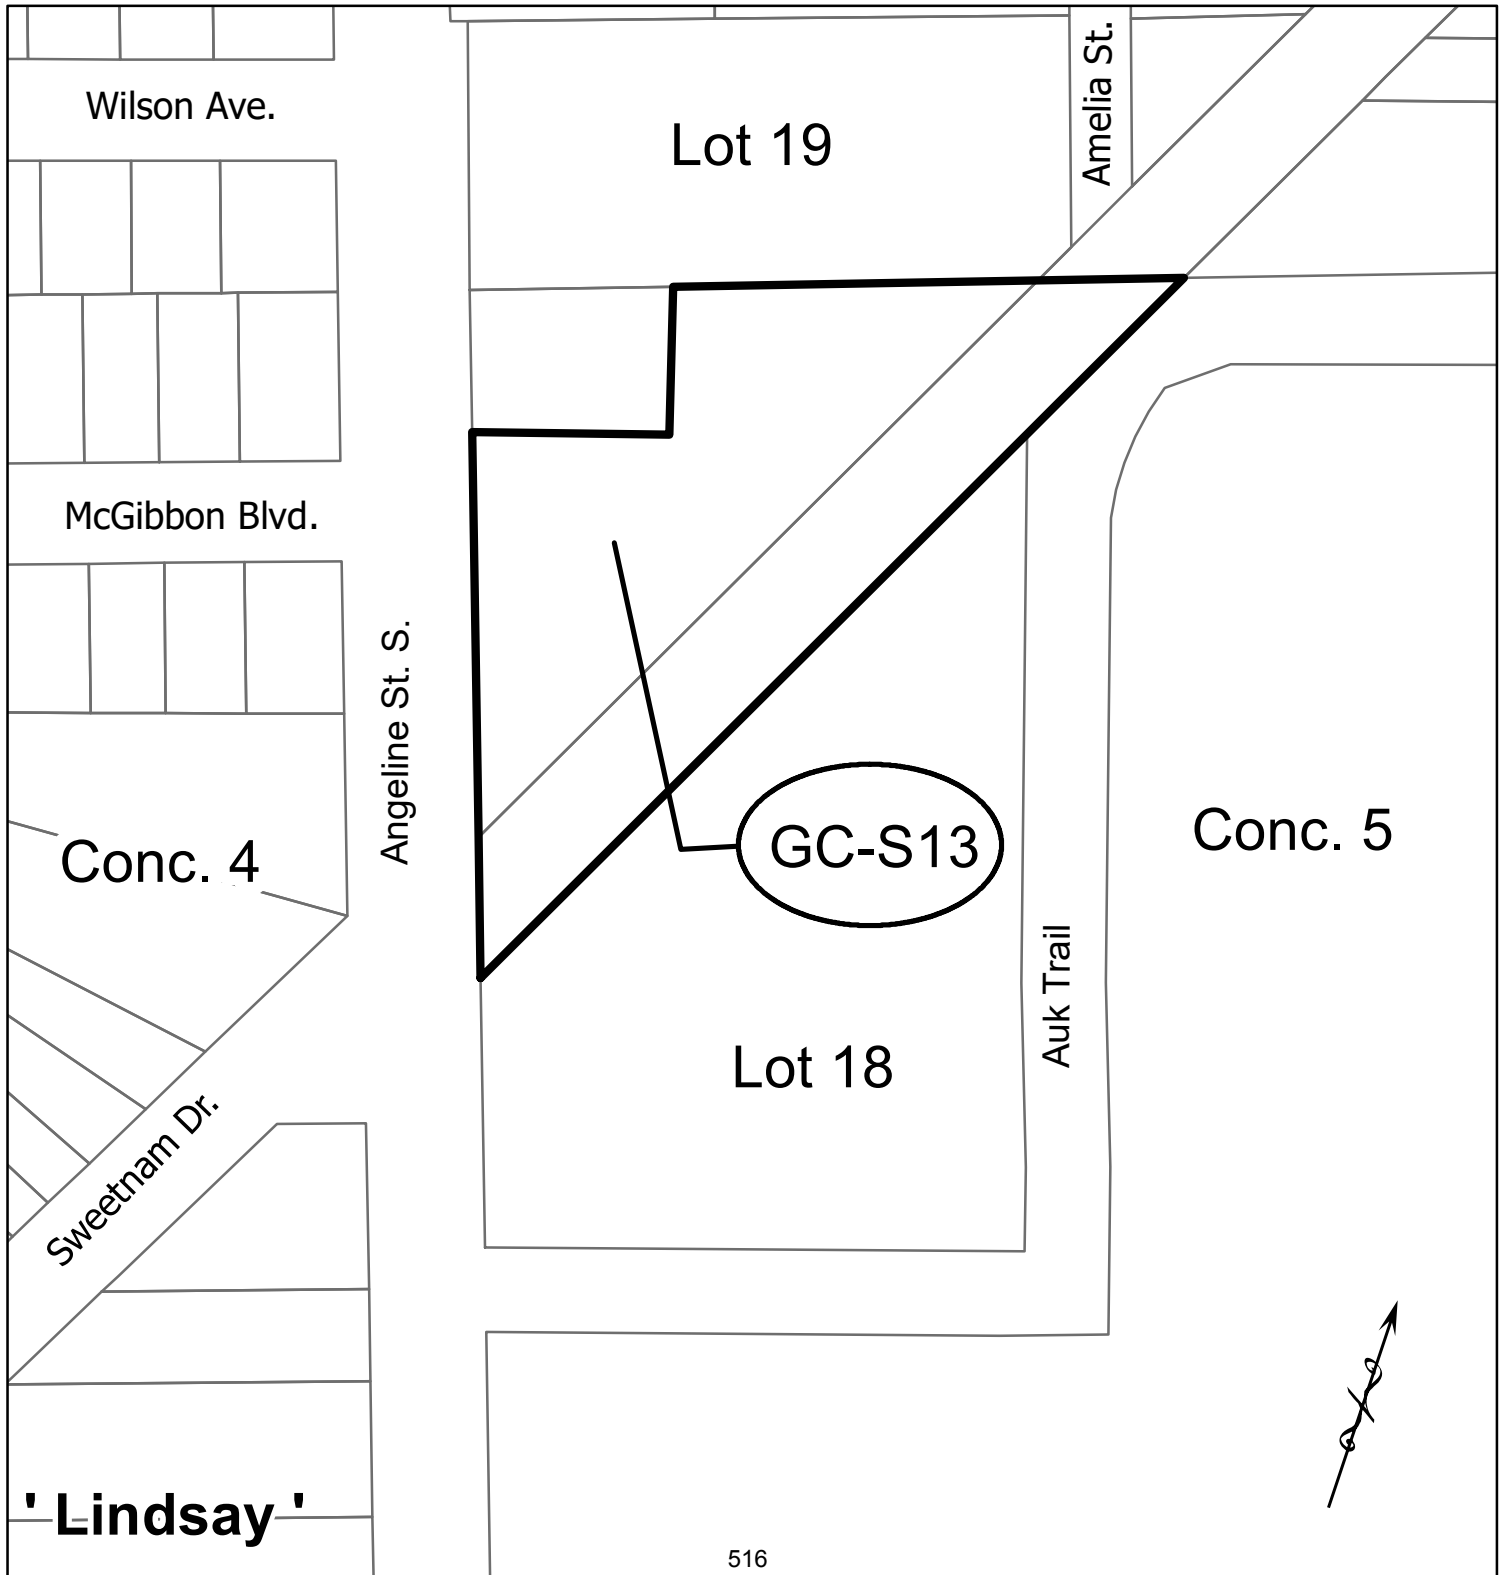 Wilson Ave.
Lot 19
Amelia St.
McGibbon Blvd.
Angeline St. S.
GC-S13
Conc. 4
Conc. 5
Auk Trail
Lot 18
Sweetnam Dr.
' Lindsay '
516